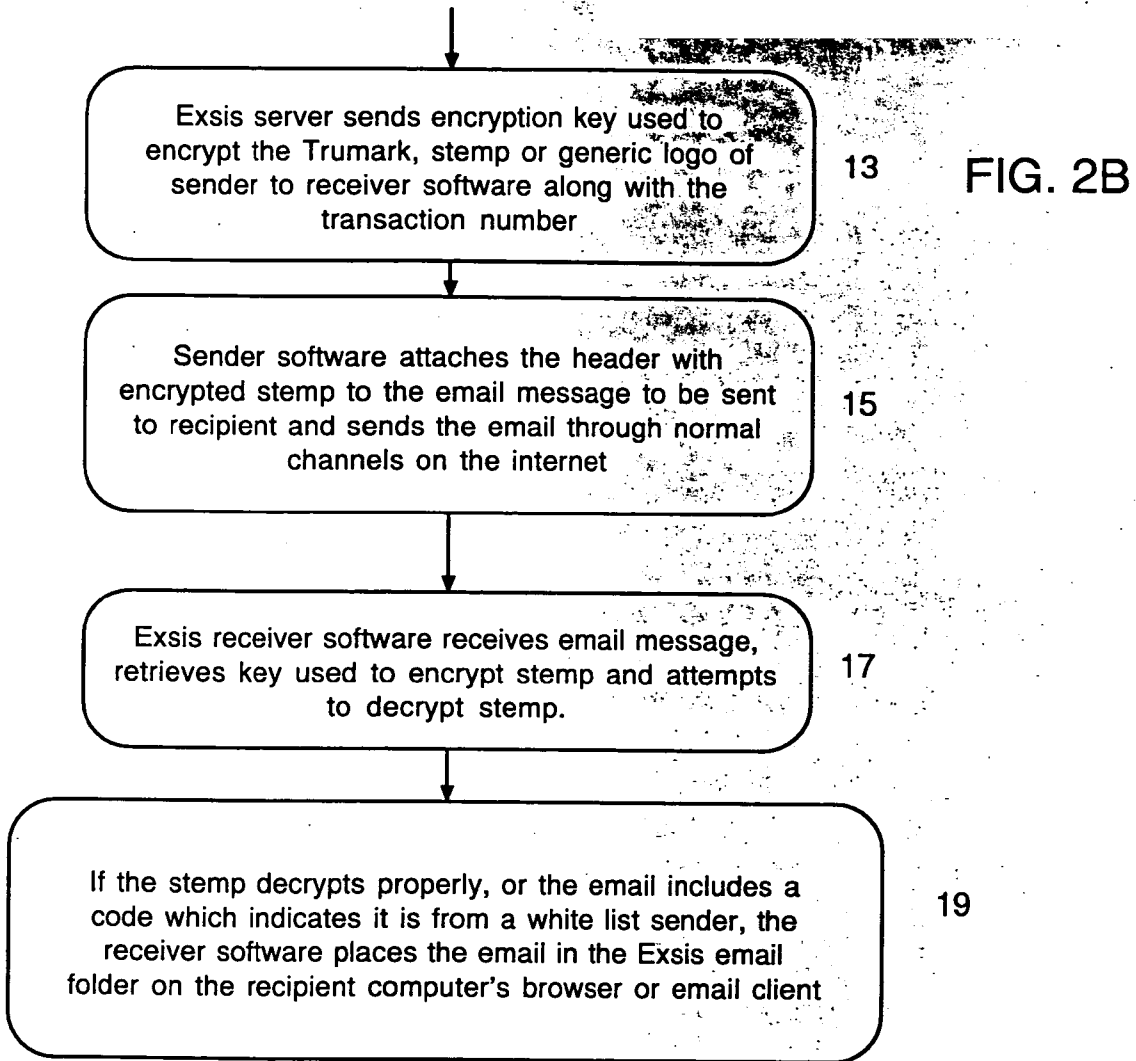 Exsis server sends encryption key used to
encrypt the Trumark, stemp or generic logo of
sender to receiver software along with the
transaction number
13
FIG. 2B
Sender software attaches the header with
encrypted stemp to the email message to be sent
to recipient and sends the email through normal
channels on the internet
15
Exsis receiver software receives email message,
retrieves key used to encrypt stemp and attempts
to decrypt stemp.
17
If the stemp decrypts properly, or the email includes a
code which indicates it is from a white list sender, the
receiver software places the email in the Exsis email
folder on the recipient computer's browser or email client
19